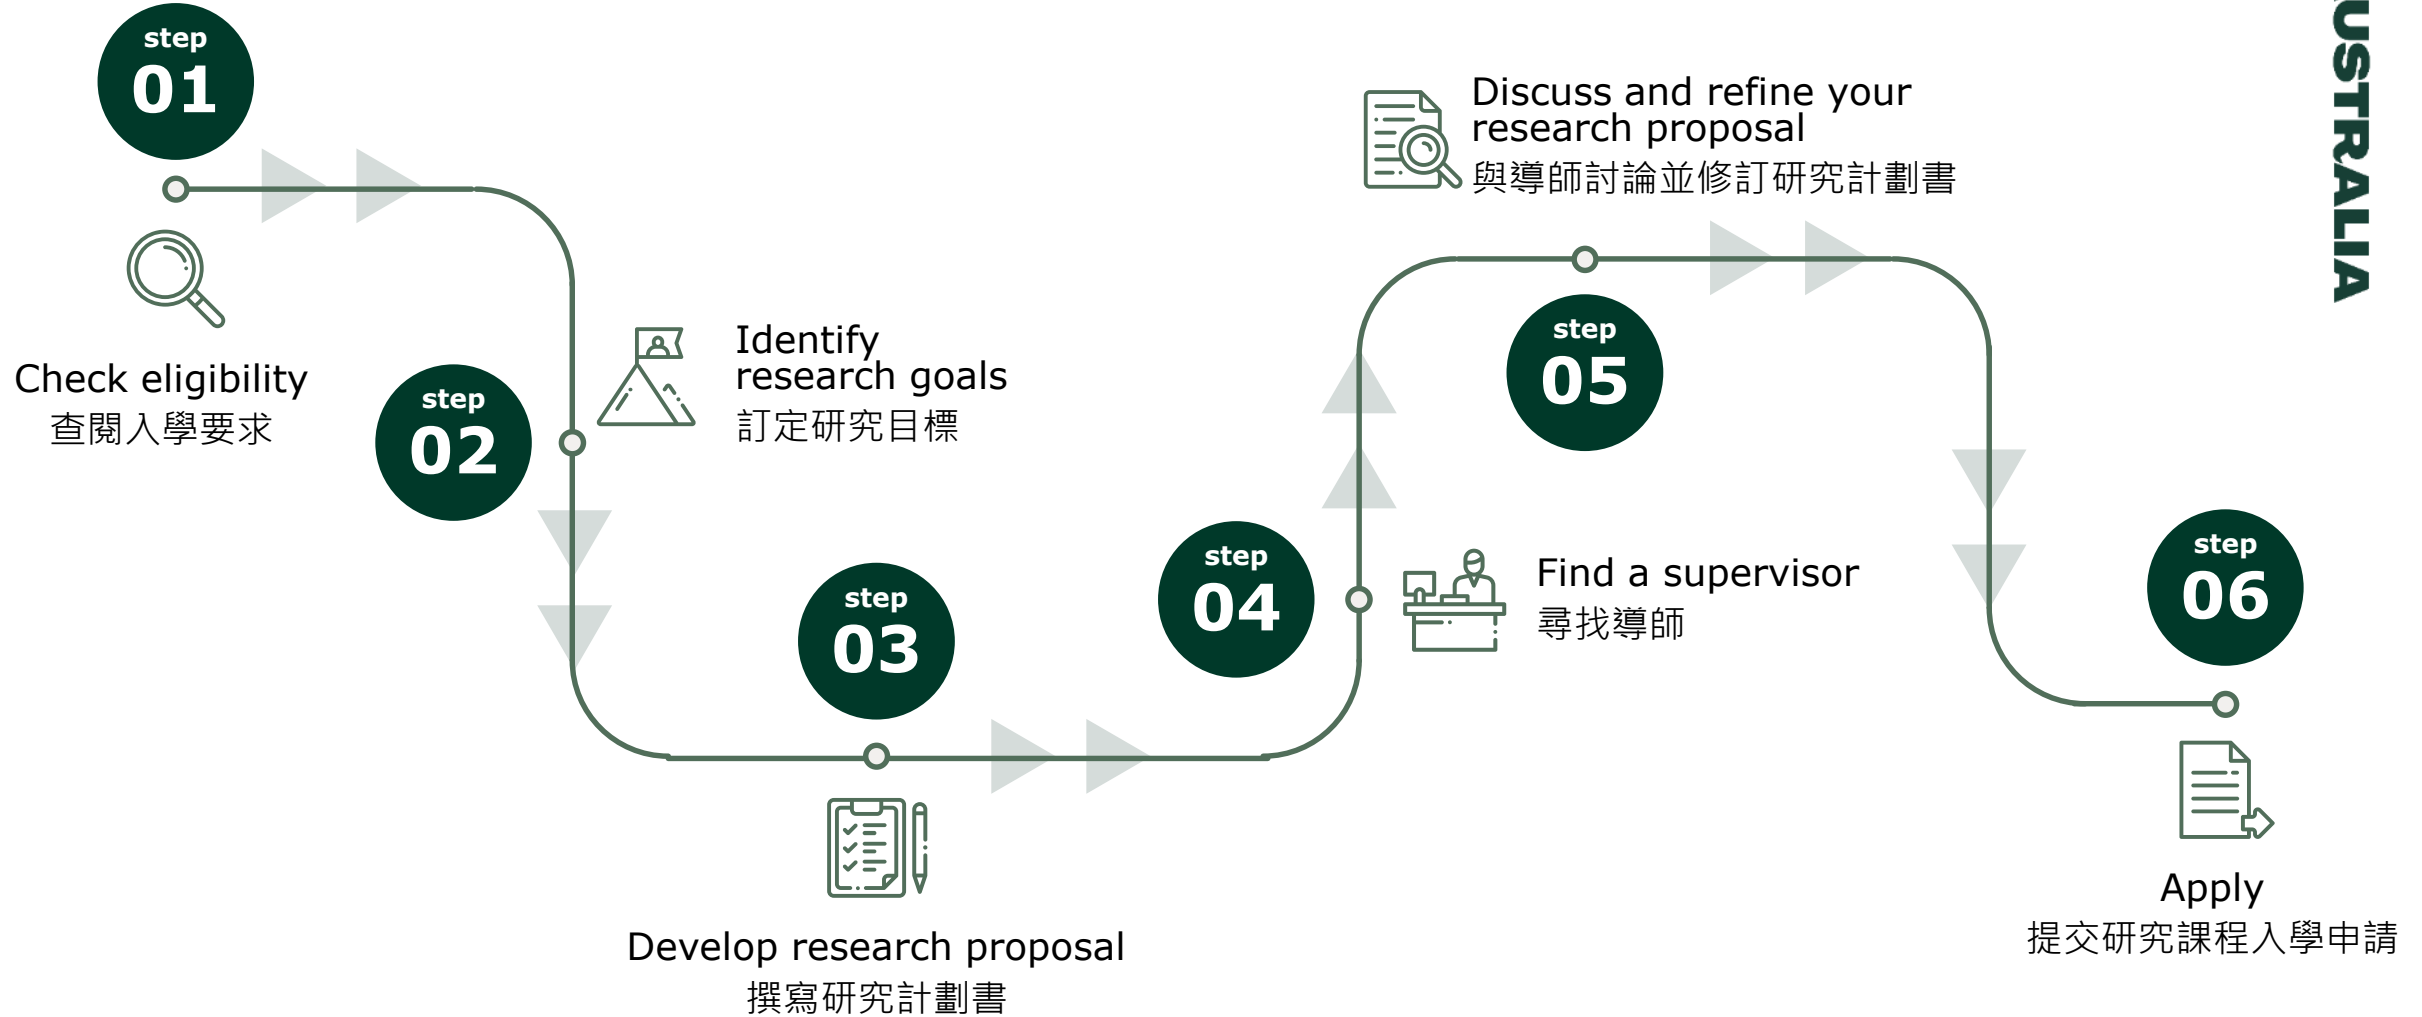 step
01
Check eligibility
查閱入學要求
step
02
Identify
research goals
訂定研究目標
step
03
Develop research proposal
撰寫研究計劃書
step
04
Find a supervisor
尋找導師
Discuss and refine your
research proposal
與導師討論並修訂研究計劃書
step
05
step
06
Apply
提交研究課程入學申請
USTRALIA